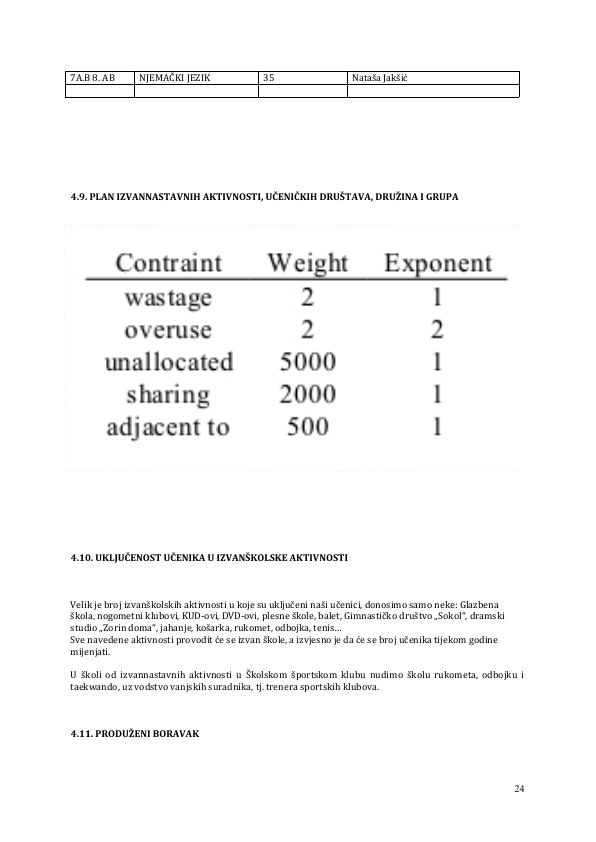 7A.B 8. AB NJEMAČKI JEZIK 35 Nataša Jakšić
4.9. PLAN IZVANNASTAVNIH AKTIVNOSTI, UČENIČKIH DRUŠTAVA, DRUŽINA I GRUPA
Contraint Weight Exponent
wastage 2 1
overuse 2 2
unallocated 5000 1
sharing 2000 1
adjacent to 500 1
4.10. UKLJUČENOST UČENIKA U IZVANŠKOLSKE AKTIVNOSTI
Velik je broj izvanškolskih aktivnosti u koje su uključeni naši učenici, donosimo samo neke: Glazbena
škola, nogometni klubovi, KUD-ovi, DVD-ovi, plesne škole, balet, Gimnastičko društvo „Sokol", dramski
studio „Zorin doma", jahanje, košarka, rukomet, odbojka, tenis...
Sve navedene aktivnosti provodit će se izvan škole, a izvjesno je da će se broj učenika tijekom godine
mijenjati.
U školi od izvannastavnih aktivnosti u Školskom športskom klubu nudimo školu rukometa, odbojku i
taekwando, uz vodstvo vanjskih suradnika, tj. trenera sportskih klubova.
4.11. PRODUŽENI BORAVAK
24